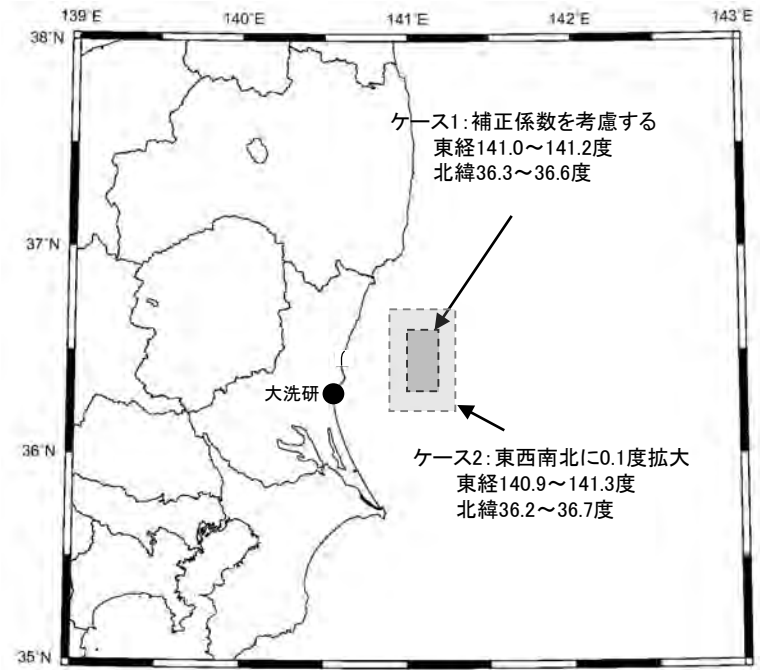 139°E
140°E
141°E
142°E
143°E
38°N
ケース1:補正係数を考慮する
東経141.0～141.2度
北緯36.3～36.6度
37°N
大洗研
36°N
ケース2:東西南北に0.1度拡大
東経140.9～141.3度
北緯36.2～36.7度
35°N